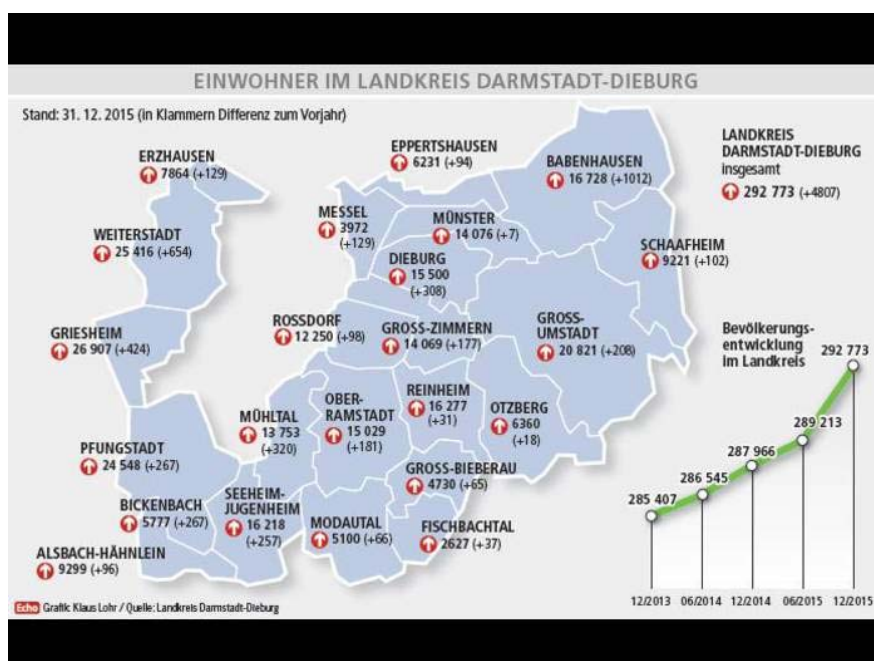 EINWOHNER IM LANDKREIS DARMSTADT-DIEBURG
Stand: 31. 12. 2015 (in Klammern Differenz zum Vorjahr)
ERZHAUSEN
7864 (+129)
EPPERTSHAUSEN
6231 (+94)
BABENHAUSEN
16 728 (+1012)
LANDKREIS
DARMSTADT-DIEBURG
insgesamt
292 773 (+4807)
WEITERSTADT
25 416 (+654)
MESSEL
3972
(+129)
MÜNSTER
14 076 (+7)
DIEBURG
15 500
(+308)
SCHAAFHEIM
9221 (+102)
GRIESHEIM
26 907 (+424)
ROSSDORF
12 250 (+98)
GROSS-ZIMMERN
14 069 (+177)
GROSS-
UMSTADT
20 821 (+208)
MÜHLTAL
13 753
(+320)
OBER-
RAMSTADT
15 029
(+181)
REINHEIM
16 277
(+31)
OTZBERG
6360
(+18)
PFUNGSTADT
24 548 (+267)
GROSS-BIEBERAU
4730 (+65)
BICKENBACH
5777 (+267)
SEEHEIM-
JUGENHEIM
16 218
(+257)
MODAUTAL
5100 (+66)
FISCHBACHTAL
2627 (+37)
ALSBACH-HÄHNLEIN
9299 (+96)
Bevölkerungs-
entwicklung
im Landkreis
292 773
289 213
287 966
286 545
285 407
12/2013 06/2014 12/2014 06/2015 12/2015
Echo Grafik: Klaus Lohr / Quelle: Landkreis Darmstadt-Dieburg